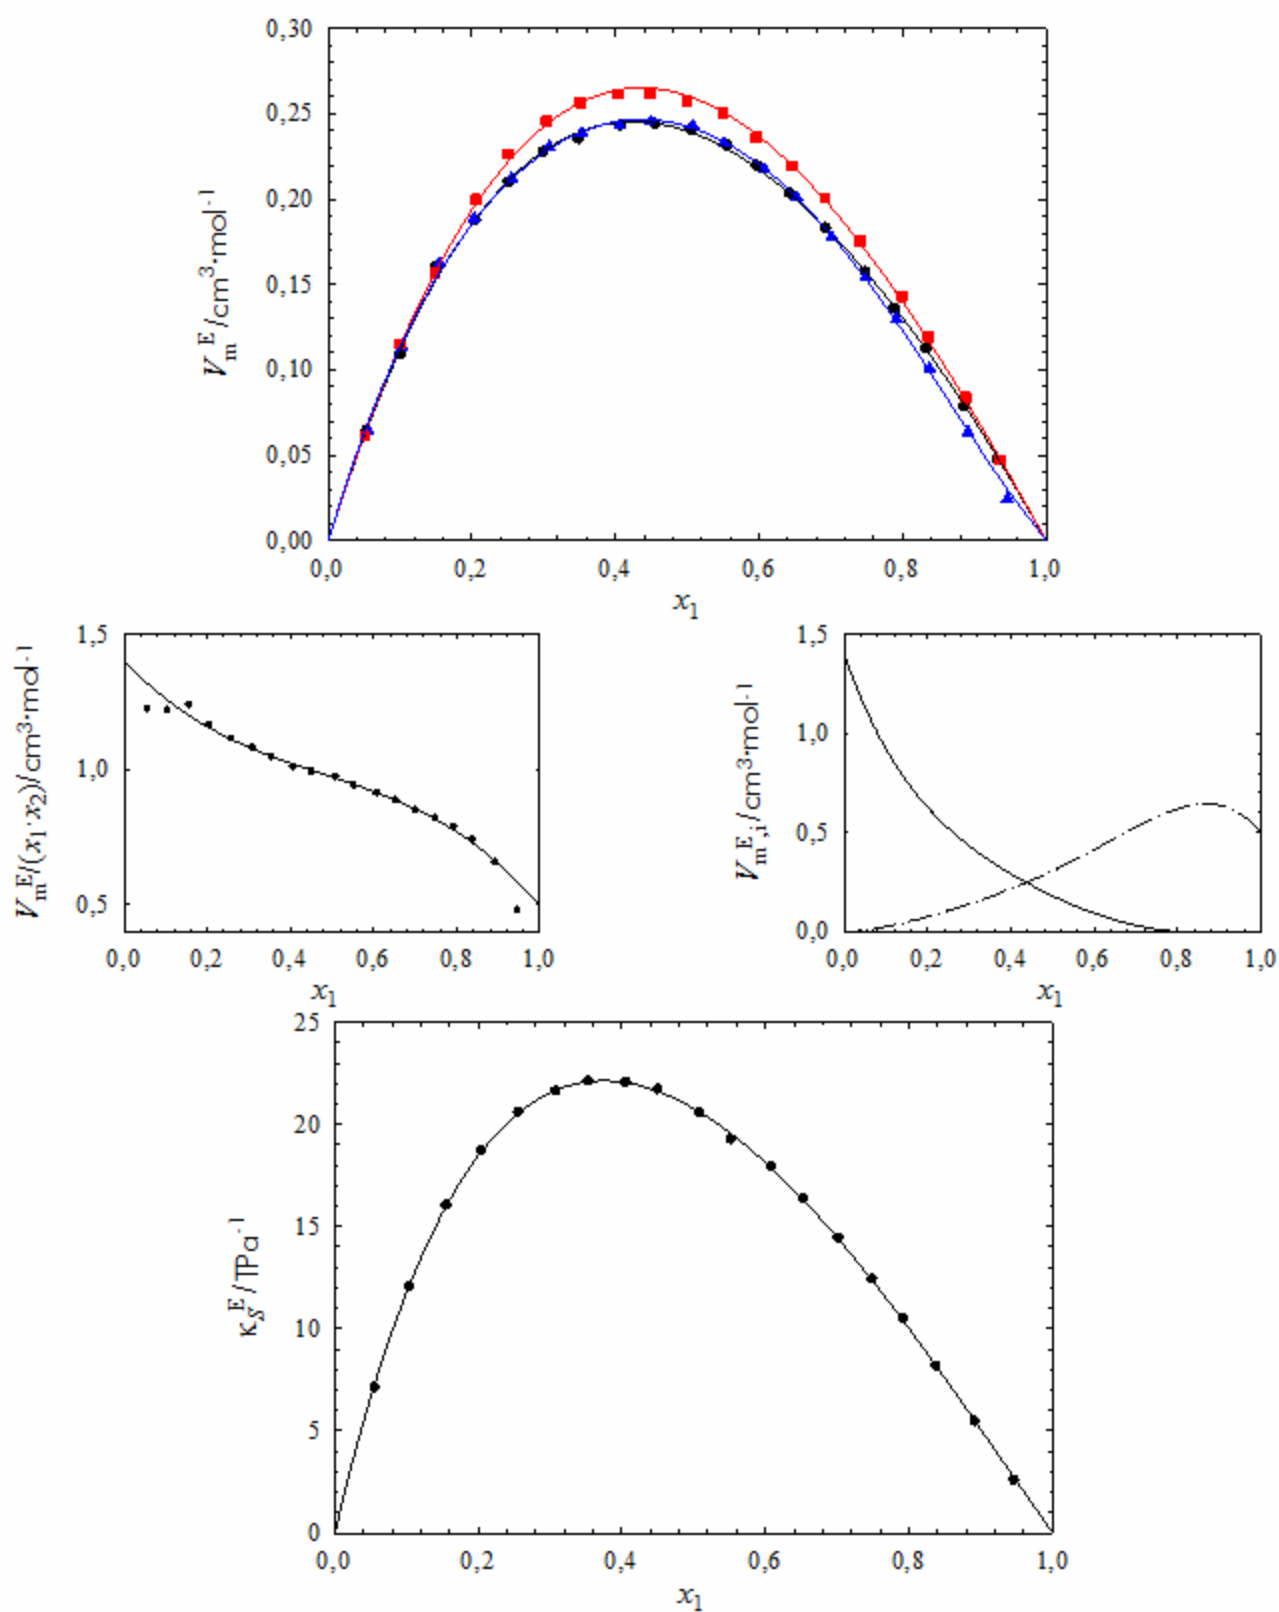 0,30
0,25
0,20
0,15
0,10
0,05
0,00
V_m^E/cm³·mol⁻¹
0,0 0,2 0,4 0,6 0,8 1,0
x₁
1,5
1,0
0,5
V_m^E/(x₁·x₂)/cm³·mol⁻¹
0,0 0,2 0,4 0,6 0,8 1,0
x₁
1,5
1,0
0,5
0,0
V_m^E,i/cm³·mol⁻¹
0,0 0,2 0,4 0,6 0,8 1,0
x₁
25
20
15
10
5
0
κ_S^E/TPa⁻¹
0,0 0,2 0,4 0,6 0,8 1,0
x₁